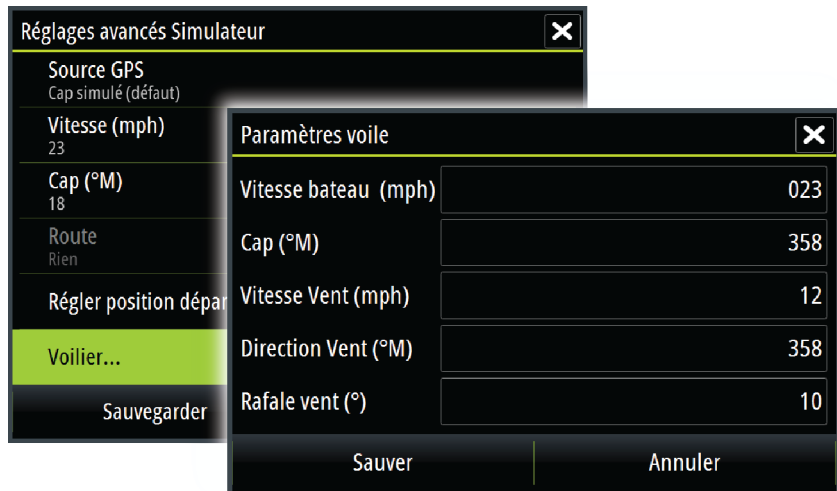 Réglages avancés Simulateur
Source GPS
Cap simulé (défaut)
Vitesse (mph)
23
Cap (°M)
18
Route
Rien
Régler position dépar
Voilier...
Sauvegarder
Paramètres voile
Vitesse bateau (mph) 023
Cap (°M) 358
Vitesse Vent (mph) 12
Direction Vent (°M) 358
Rafale vent (°) 10
Sauver Annuler